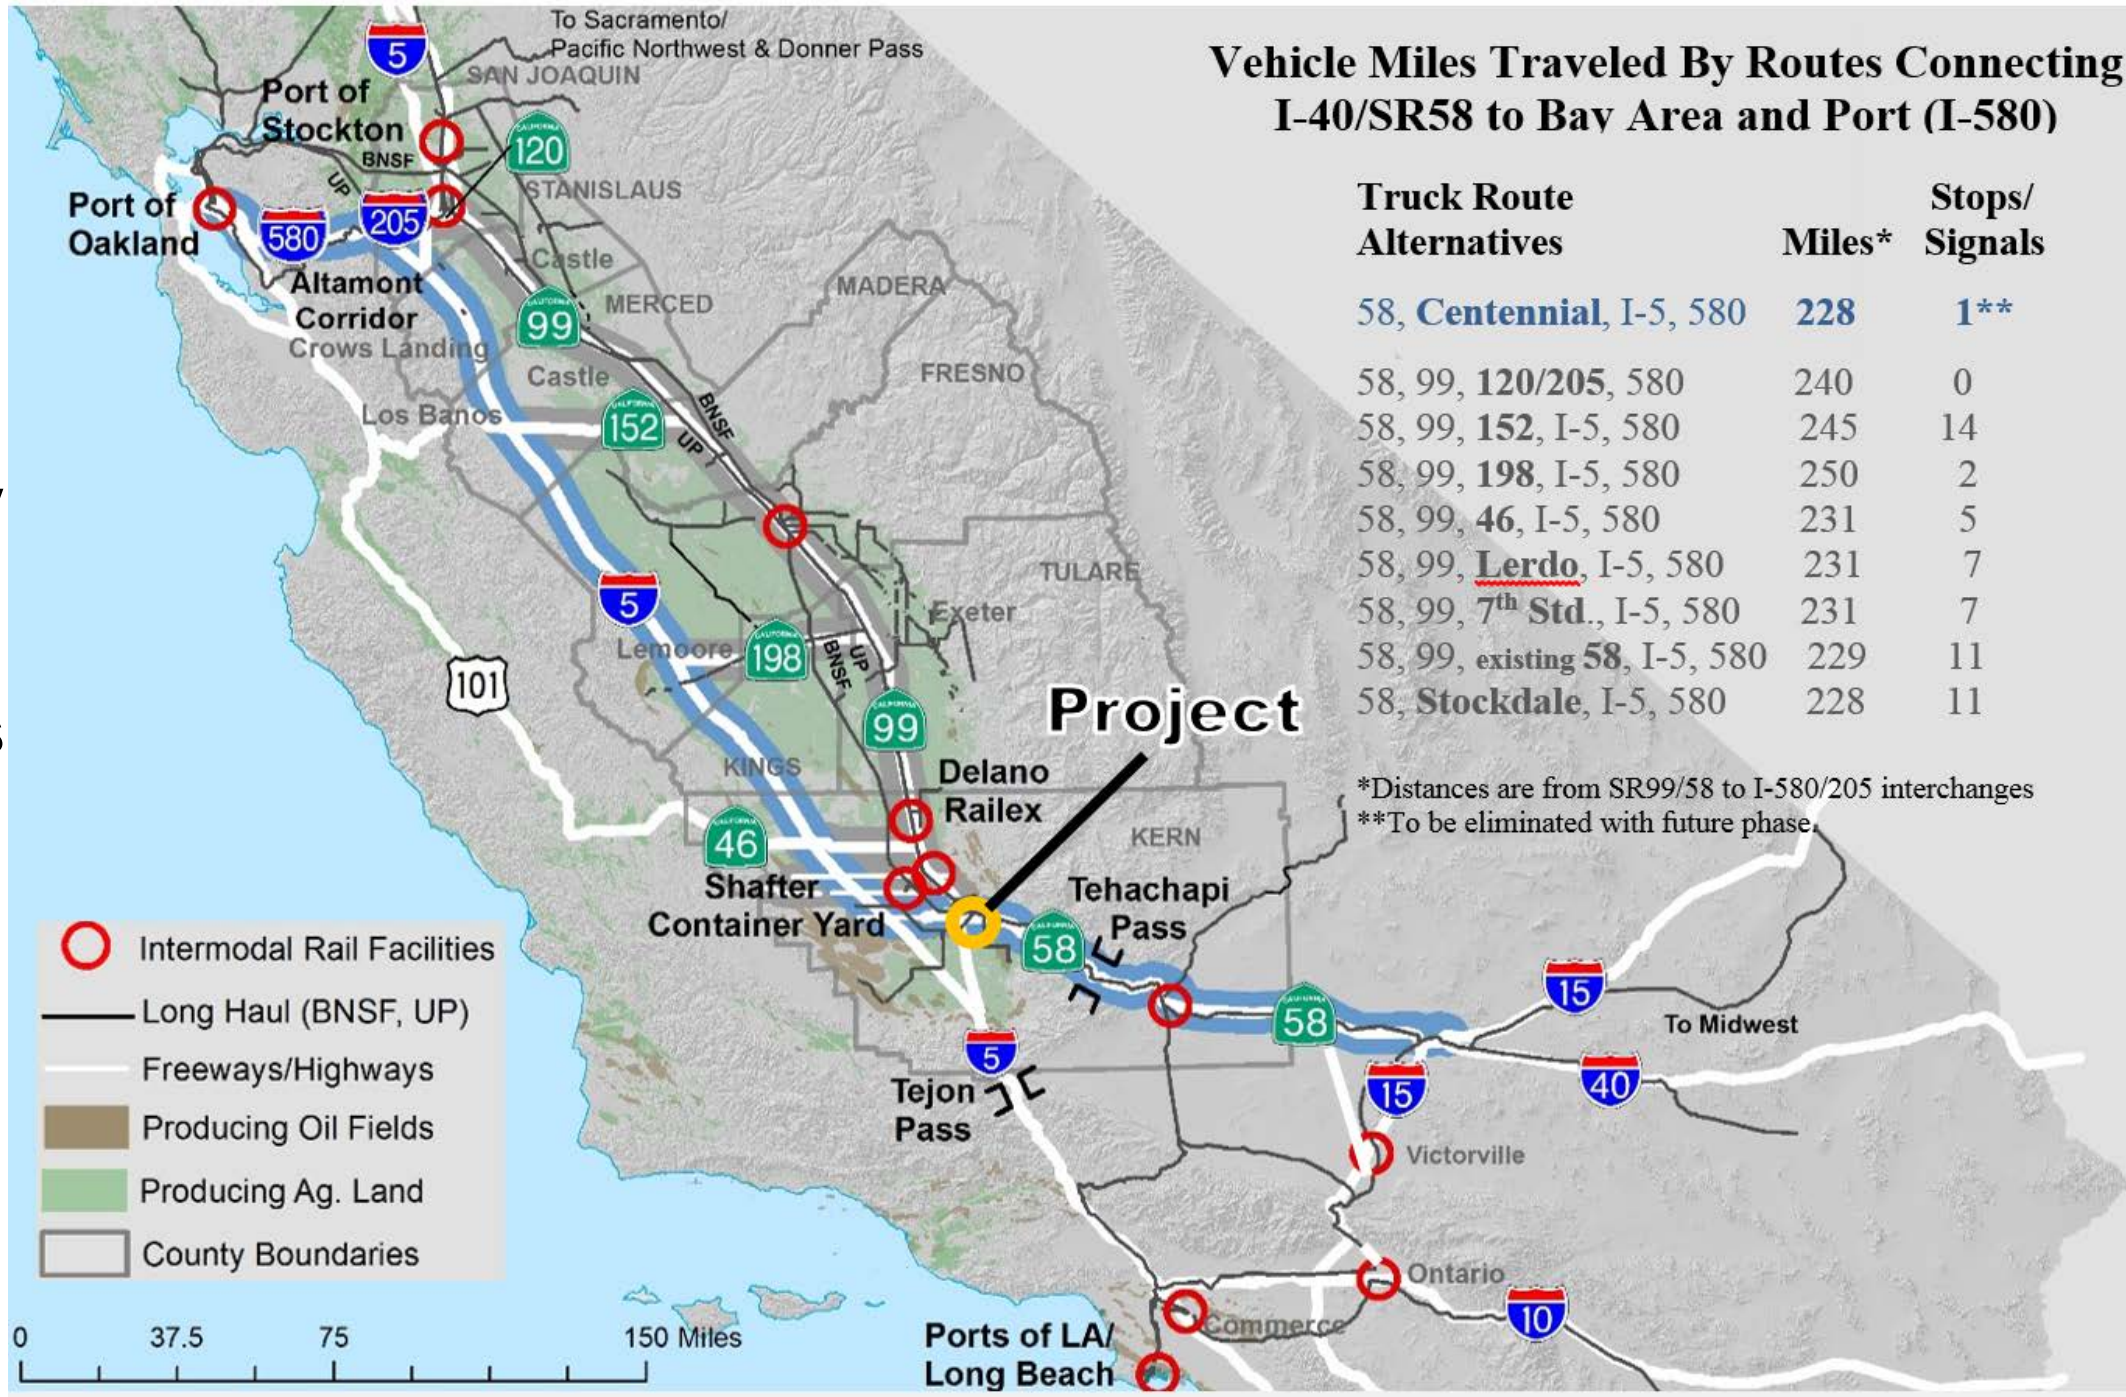 To Sacramento/
Pacific Northwest & Donner Pass
5
SAN JOAQUIN
Port of
Stockton
BNSF
CALIFORNIA
120
UP
STANISLAUS
Port of
Oakland
580
205
Altamont
Corridor
Castle
CALIFORNIA
99
MERCED
MADERA
Crows Landing
Castle
FRESNO
Los Banos
CALIFORNIA
152
BNSF
UP
TULARE
5
Exeter
Lemoore
CALIFORNIA
198
BNSF
UP
101
CALIFORNIA
99
Project
KINGS
Delano
Railex
CALIFORNIA
46
KERN
Shafter
Container Yard
Tehachapi
Pass
CALIFORNIA
58
CALIFORNIA
58
15
To Midwest
5
Tejon
Pass
15
40
Victorville
Ontario
10
Commerce
Ports of LA/
Long Beach
Vehicle Miles Traveled By Routes Connecting
I-40/SR58 to Bay Area and Port (I-580)
Truck Route Stops/
Alternatives Miles* Signals
58, Centennial, I-5, 580 228 1**
58, 99, 120/205, 580 240 0
58, 99, 152, I-5, 580 245 14
58, 99, 198, I-5, 580 250 2
58, 99, 46, I-5, 580 231 5
58, 99, Lerdo, I-5, 580 231 7
58, 99, 7th Std., I-5, 580 231 7
58, 99, existing 58, I-5, 580 229 11
58, Stockdale, I-5, 580 228 11
*Distances are from SR99/58 to I-580/205 interchanges
**To be eliminated with future phase.
Intermodal Rail Facilities
Long Haul (BNSF, UP)
Freeways/Highways
Producing Oil Fields
Producing Ag. Land
County Boundaries
0 37.5 75 150 Miles